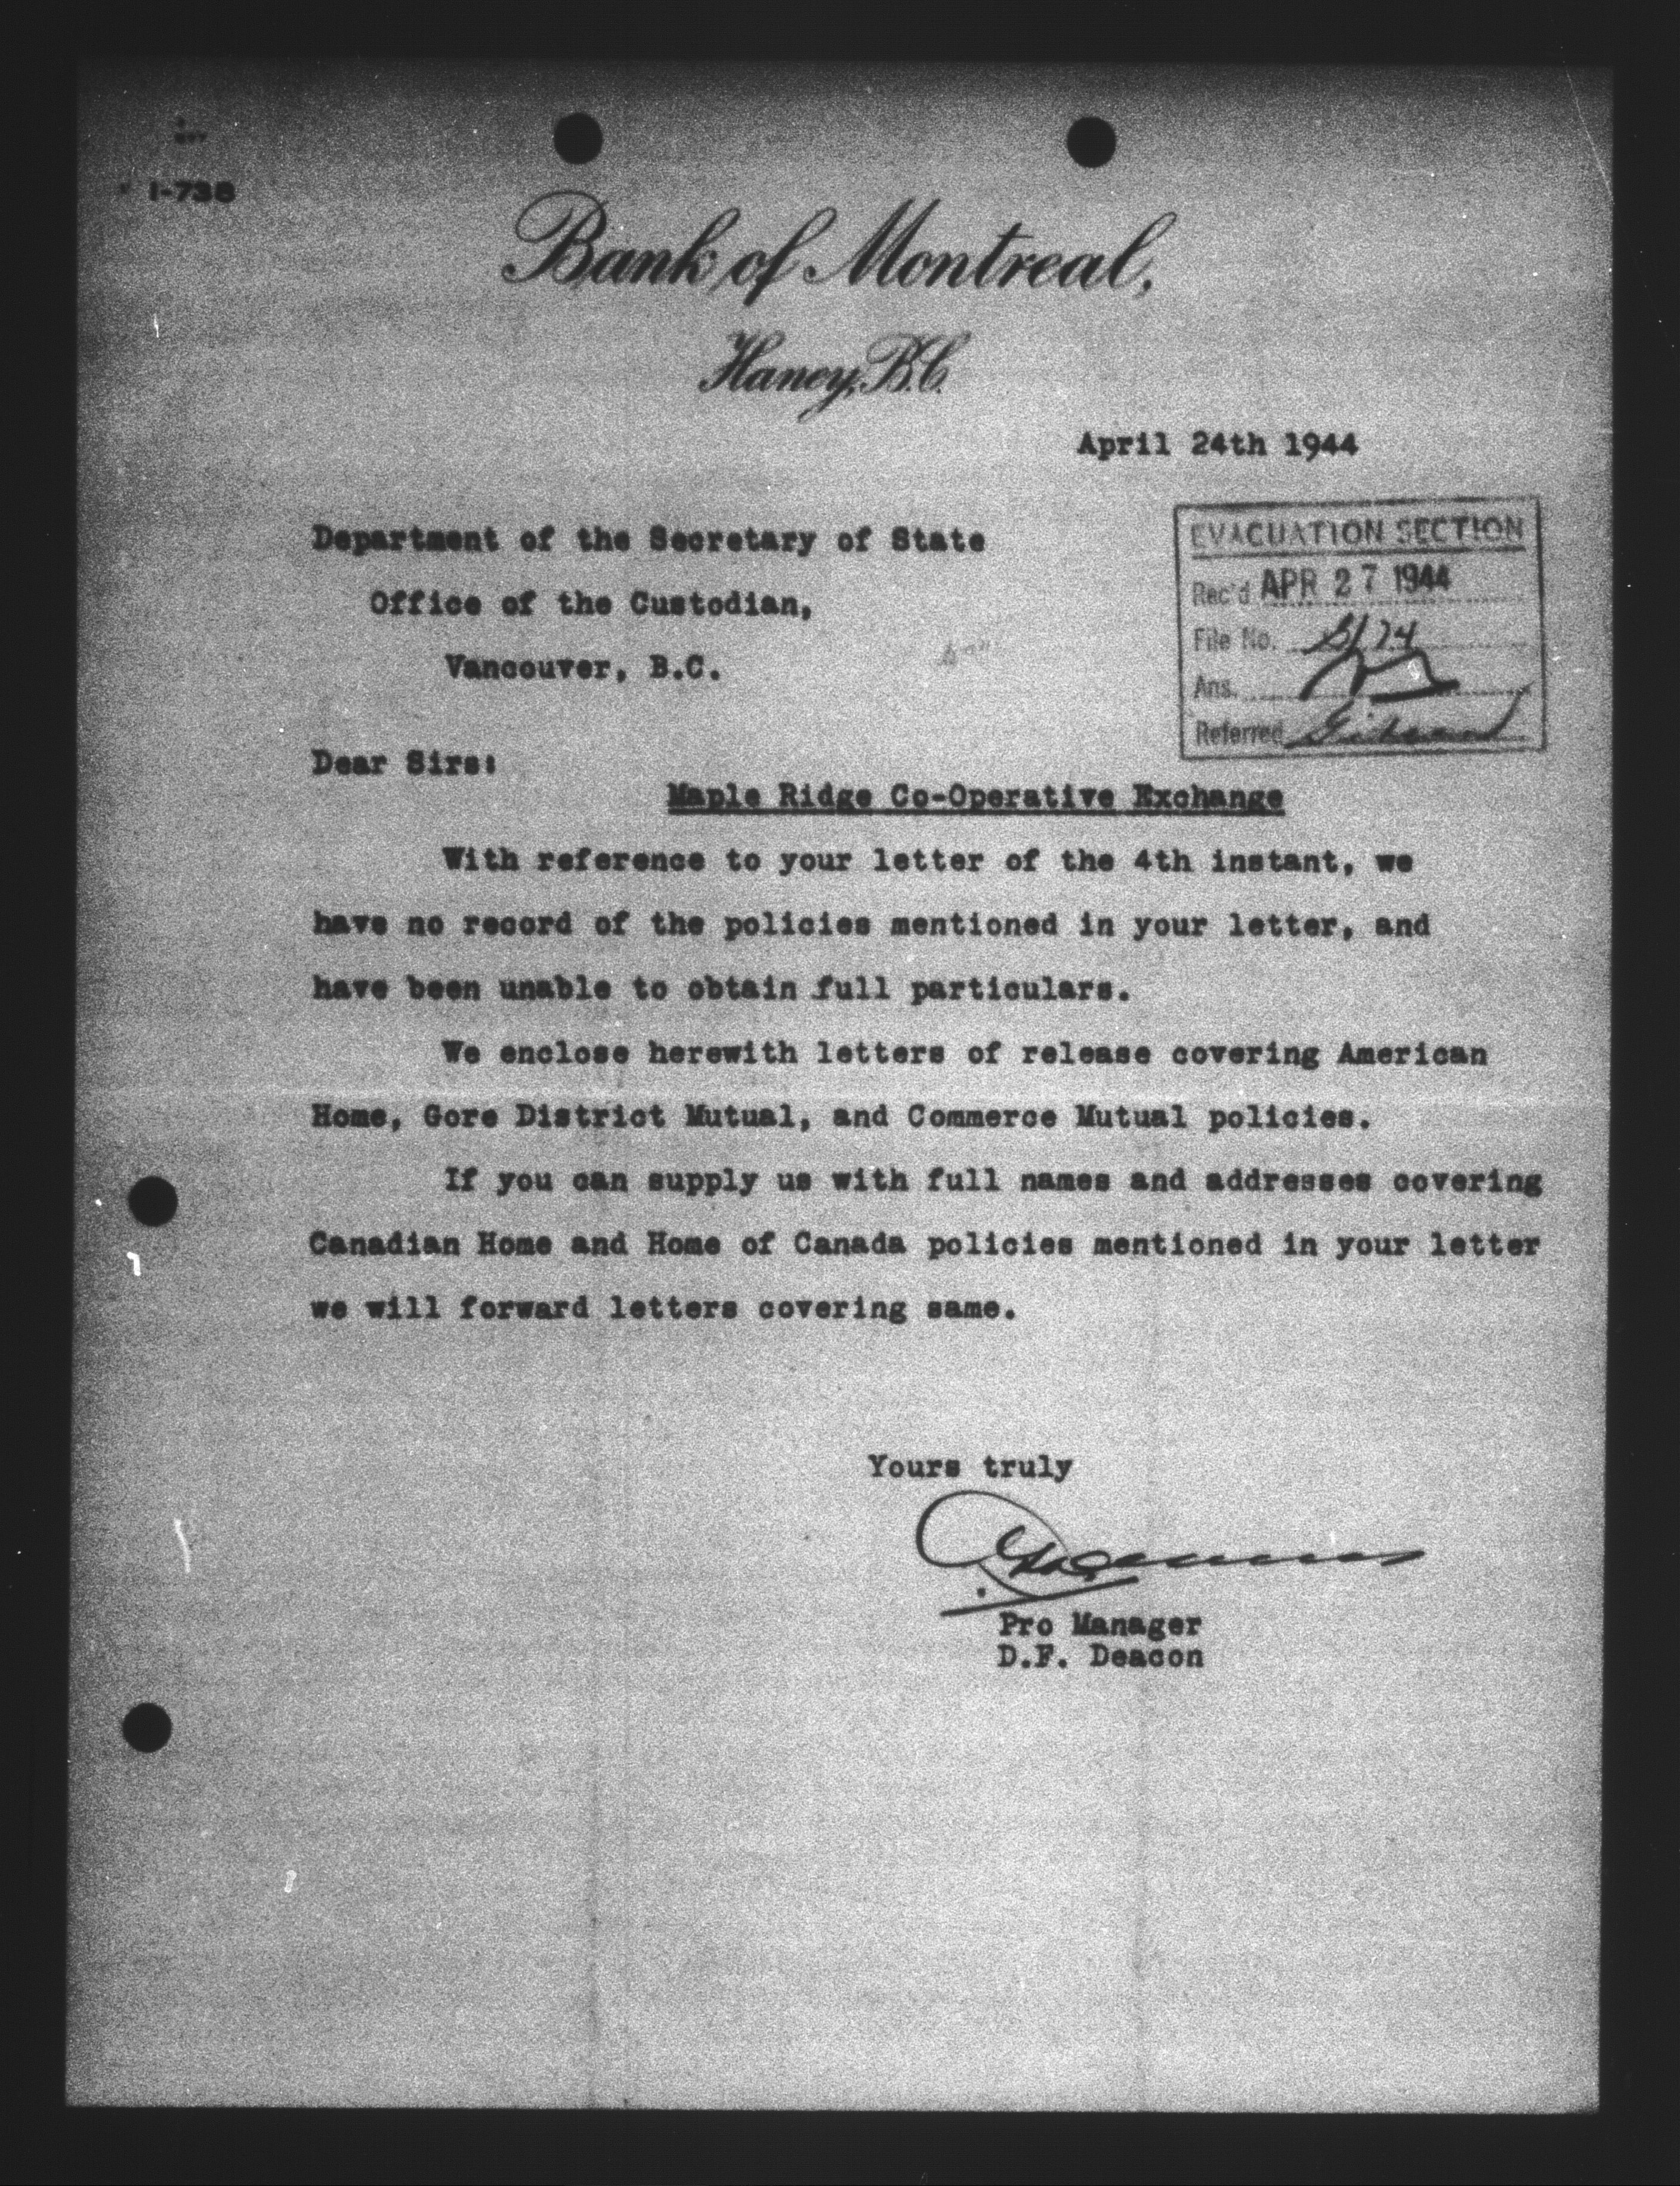 1-738
Bank of Montreal,
Haney, B.C.
April 24th 1944
EVACUATION SECTION
Rec'd APR 27 1944
File No.
Ans.
Referred
Department of the Secretary of State
Office of the Custodian,
Vancouver, B.C.
Dear Sirs:
Maple Ridge Co-Operative Exchange
With reference to your letter of the 4th instant, we
have no record of the policies mentioned in your letter, and
have been unable to obtain full particulars.
We enclose herewith letters of release covering American
Home, Gore District Mutual, and Commerce Mutual policies.
If you can supply us with full names and addresses covering
Canadian Home and Home of Canada policies mentioned in your letter
we will forward letters covering same.
Yours truly
Pro Manager
D.F. Deacon